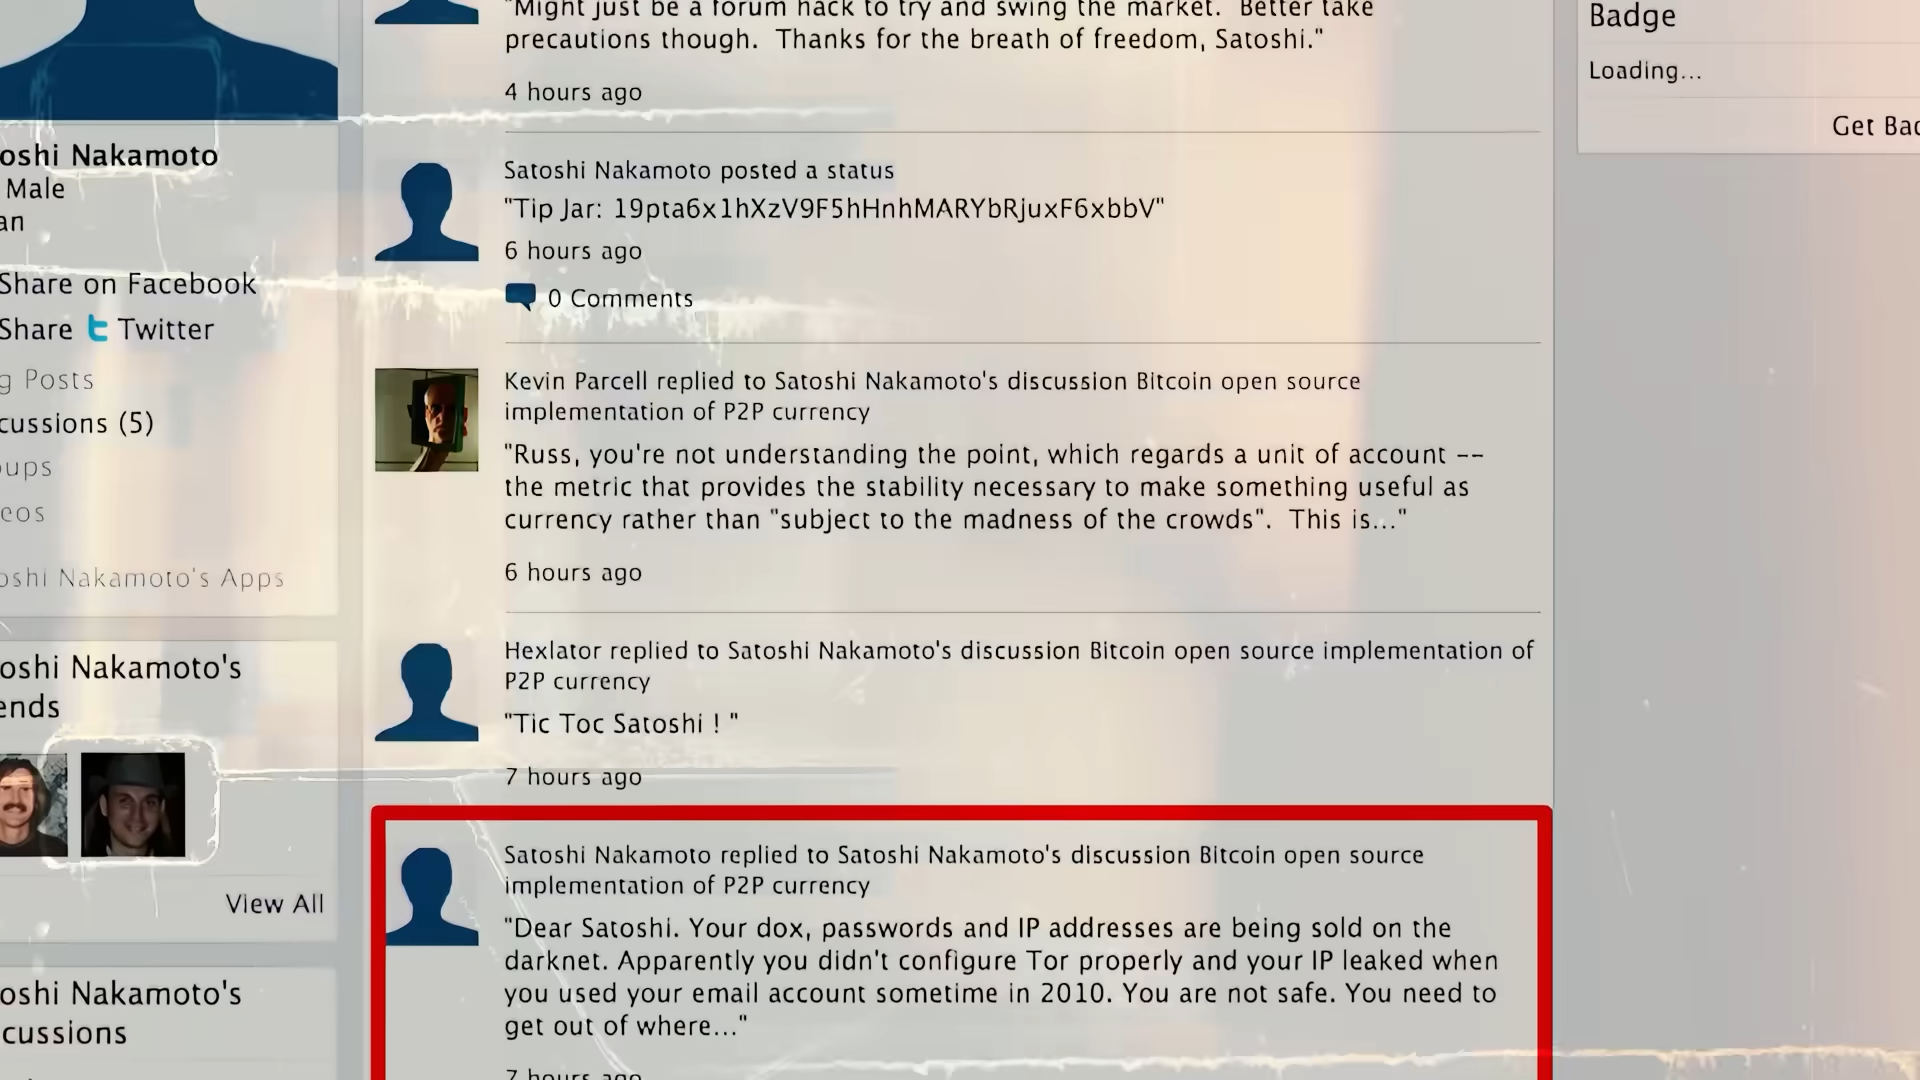 "Might just be a forum hack to try and swing the market. Better take
precautions though. Thanks for the breath of freedom, Satoshi."
4 hours ago
Satoshi Nakamoto posted a status
"Tip Jar: 19pta6x1hXzV9F5hHnhMARYbRjuxF6xbbV"
6 hours ago
0 Comments
Kevin Parcell replied to Satoshi Nakamoto's discussion Bitcoin open source
implementation of P2P currency
"Russ, you're not understanding the point, which regards a unit of account --
the metric that provides the stability necessary to make something useful as
currency rather than "subject to the madness of the crowds". This is..."
6 hours ago
Hexlator replied to Satoshi Nakamoto's discussion Bitcoin open source implementation of
P2P currency
"Tic Toc Satoshi ! "
7 hours ago
Satoshi Nakamoto replied to Satoshi Nakamoto's discussion Bitcoin open source
implementation of P2P currency
"Dear Satoshi. Your dox, passwords and IP addresses are being sold on the
darknet. Apparently you didn't configure Tor properly and your IP leaked when
you used your email account sometime in 2010. You are not safe. You need to
get out of where..."
7 hours ago
oshi Nakamoto
Male
an
Share on Facebook
Share Twitter
g Posts
cussions (5)
oups
eos
oshi Nakamoto's Apps
oshi Nakamoto's
ends
View All
oshi Nakamoto's
cussions
Badge
Loading...
Get Bad